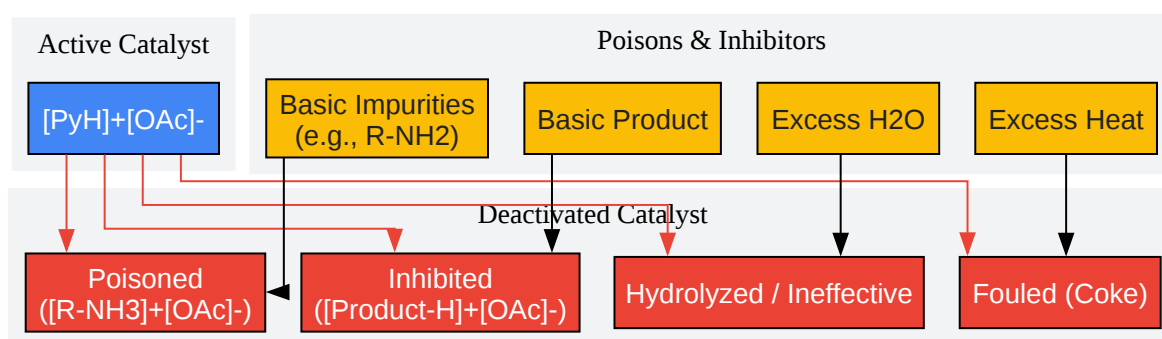 Active Catalyst
Poisons & Inhibitors
[PyH]+[OAc]-
Basic Impurities
(e.g., R-NH2)
Basic Product
Excess H2O
Excess Heat
Deactivated Catalyst
Poisoned
([R-NH3]+[OAc]-)
Inhibited
([Product-H]+[OAc]-)
Hydrolyzed / Ineffective
Fouled (Coke)